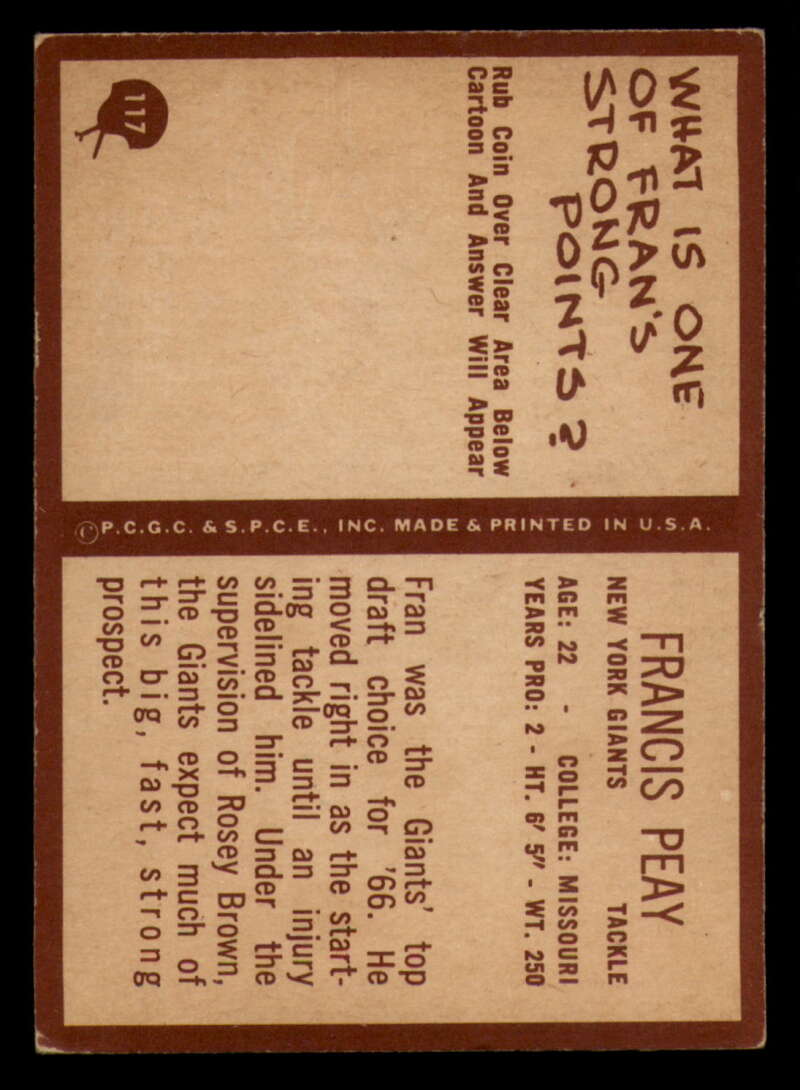 117
WHAT IS ONE
OF FRAN'S
STRONG
POINTS?
Rub Coin Over Clear Area Below
Cartoon And Answer Will Appear
© P.C.G.C. & S.P.C.E., INC. MADE & PRINTED IN U.S.A.
FRANCIS PEAY
NEW YORK GIANTS TACKLE
AGE: 22 - COLLEGE: MISSOURI
YEARS PRO: 2 - HT. 6' 5" - WT. 250
Fran was the Giants' top
draft choice for '66. He
moved right in as the start-
ing tackle until an injury
sidelined him. Under the
supervision of Rosey Brown,
the Giants expect much of
this big, fast, strong
prospect.